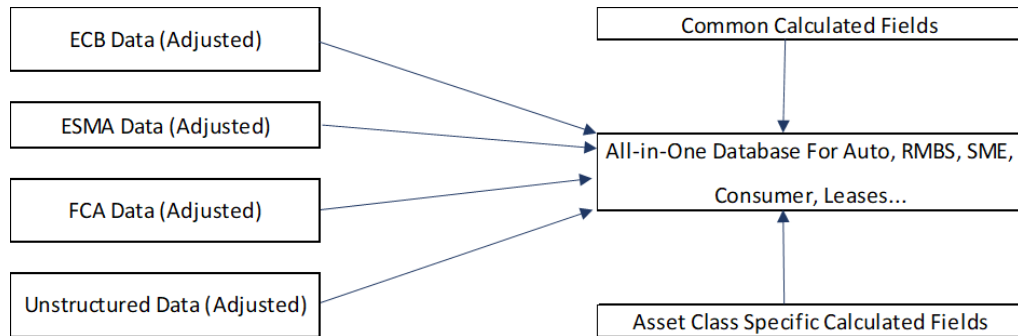 ECB Data (Adjusted)
ESMA Data (Adjusted)
FCA Data (Adjusted)
Unstructured Data (Adjusted)
Common Calculated Fields
All-in-One Database For Auto, RMBS, SME,
Consumer, Leases...
Asset Class Specific Calculated Fields